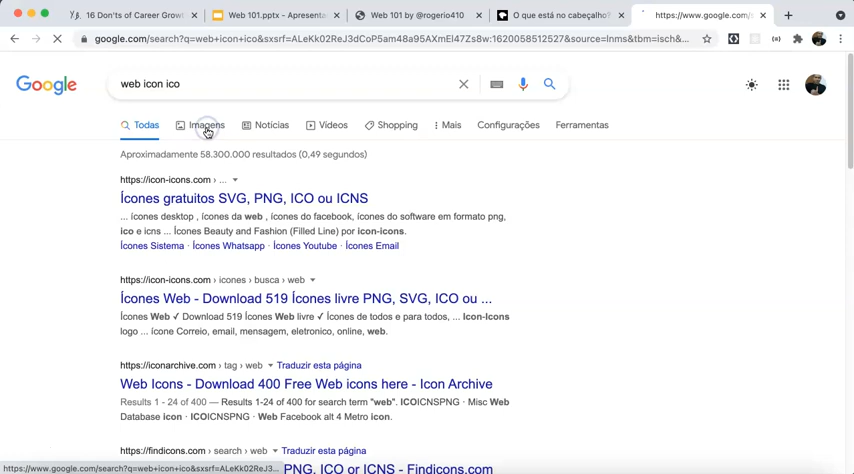 16 Don'ts of Career Growt
Web 101.pptx - Apresentaç
Web 101 by @rogerio410
O que está no cabeçalho?
https://www.google.com/s
google.com/search?q=web+icon+ico&sxsrf=ALeKk02ReJ3dCoP5am48a95AXmEl47Zs8w:1620058512527&source=lnms&tbm=isch&...
Google
web icon ico
Todas
Imagens
Notícias
Vídeos
Shopping
Mais
Configurações
Ferramentas
Aproximadamente 58.300.000 resultados (0,49 segundos)
https://icon-icons.com › ...
Ícones gratuitos SVG, PNG, ICO ou ICNS
... ícones desktop , ícones da web , ícones do facebook, ícones do software em formato png,
ico e icns ... Ícones Beauty and Fashion (Filled Line) por icon-icons.
Ícones Sistema · Ícones Whatsapp · Ícones Youtube · Ícones Email
https://icon-icons.com › icones › busca › web
Ícones Web - Download 519 Ícones livre PNG, SVG, ICO ou ...
Ícones Web ✓ Download 519 Ícones Web livre ✓ Ícones de todos e para todos, ... Icon-Icons
logo ... ícone Correio, email, mensagem, eletronico, online, web.
https://iconarchive.com › tag › web Traduzir esta página
Web Icons - Download 400 Free Web icons here - Icon Archive
Results 1 - 24 of 400 — Results 1-24 of 400 for search term "web". ICOICNSPNG · Misc Web
Database icon · ICOICNSPNG · Web Facebook alt 4 Metro icon.
https://findicons.com › search › web Traduzir esta página
PNG, ICO or ICNS - Findicons.com
https://www.google.com/search?q=web+icon+ico&sxsrf=ALeKk02ReJ3...